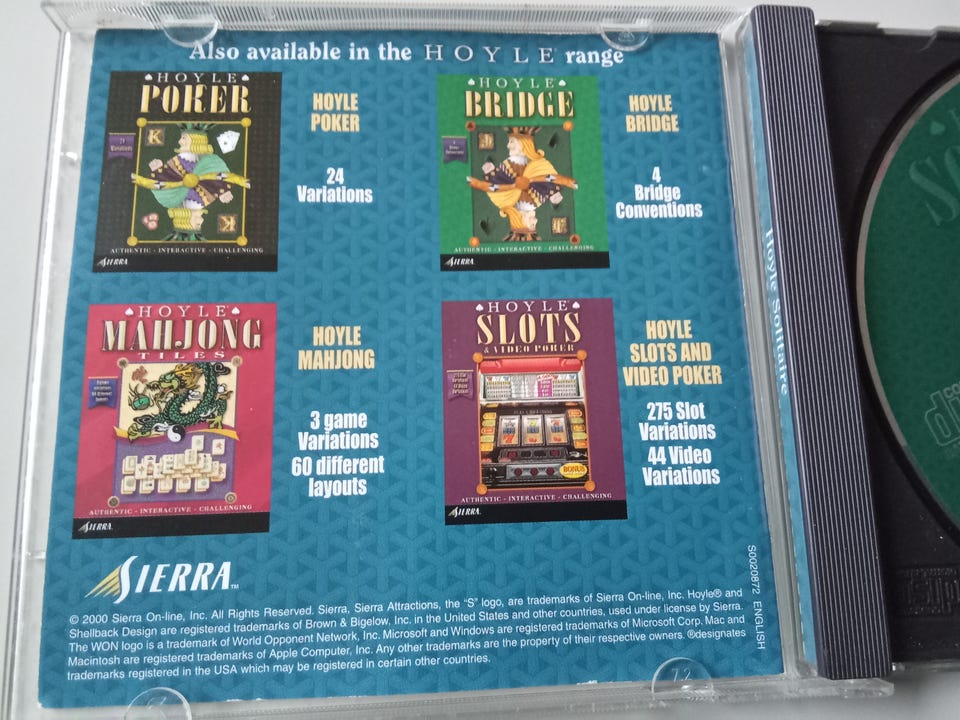 Also available in the HOYLE® range
HOYLE®
POKER
24
Variations
K
K
AUTHENTIC - INTERACTIVE - CHALLENGING
SIERRA
HOYLE
POKER
24
Variations
HOYLE®
BRIDGE
4
AUTHENTIC - INTERACTIVE - CHALLENGING
SIERRA
HOYLE
BRIDGE
4
Bridge
Conventions
HOYLE®
MAHJONG
TILES
AUTHENTIC - INTERACTIVE - CHALLENGING
SIERRA
HOYLE
MAHJONG
3 game
Variations
60 different
layouts
HOYLE®
SLOTS
& VIDEO POKER
BONUS
AUTHENTIC - INTERACTIVE - CHALLENGING
SIERRA
HOYLE
SLOTS AND
VIDEO POKER
275 Slot
Variations
44 Video
Variations
SIERRA™
© 2000 Sierra On-line, Inc. All Rights Reserved. Sierra, Sierra Attractions, the “S” logo, are trademarks of Sierra On-line, Inc. Hoyle® and
Shellback Design are registered trademarks of Brown & Bigelow, Inc. in the United States and other countries, used under license by Sierra.
The WON logo is a trademark of World Opponent Network, Inc. Microsoft and Windows are registered trademarks of Microsoft Corp. Mac and
Macintosh are registered trademarks of Apple Computer, Inc. Any other trademarks are the property of their respective owners. ®designates
trademarks registered in the USA which may be registered in certain other countries.
S0020872 ENGLISH
Hoyle Solitaire